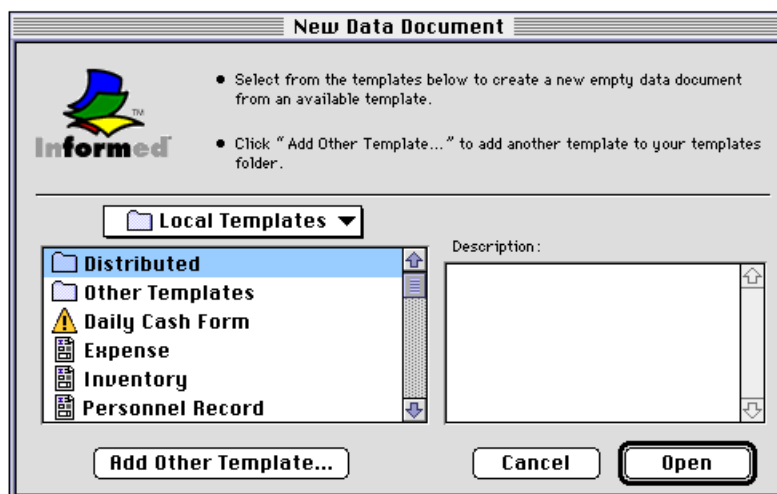 New Data Document
• Select from the templates below to create a new empty data document
from an available template.
TM
Informed
• Click "Add Other Template..." to add another template to your templates
folder.
Local Templates
Description:
Distributed
Other Templates
Daily Cash Form
Expense
Inventory
Personnel Record
Add Other Template...
Cancel
Open